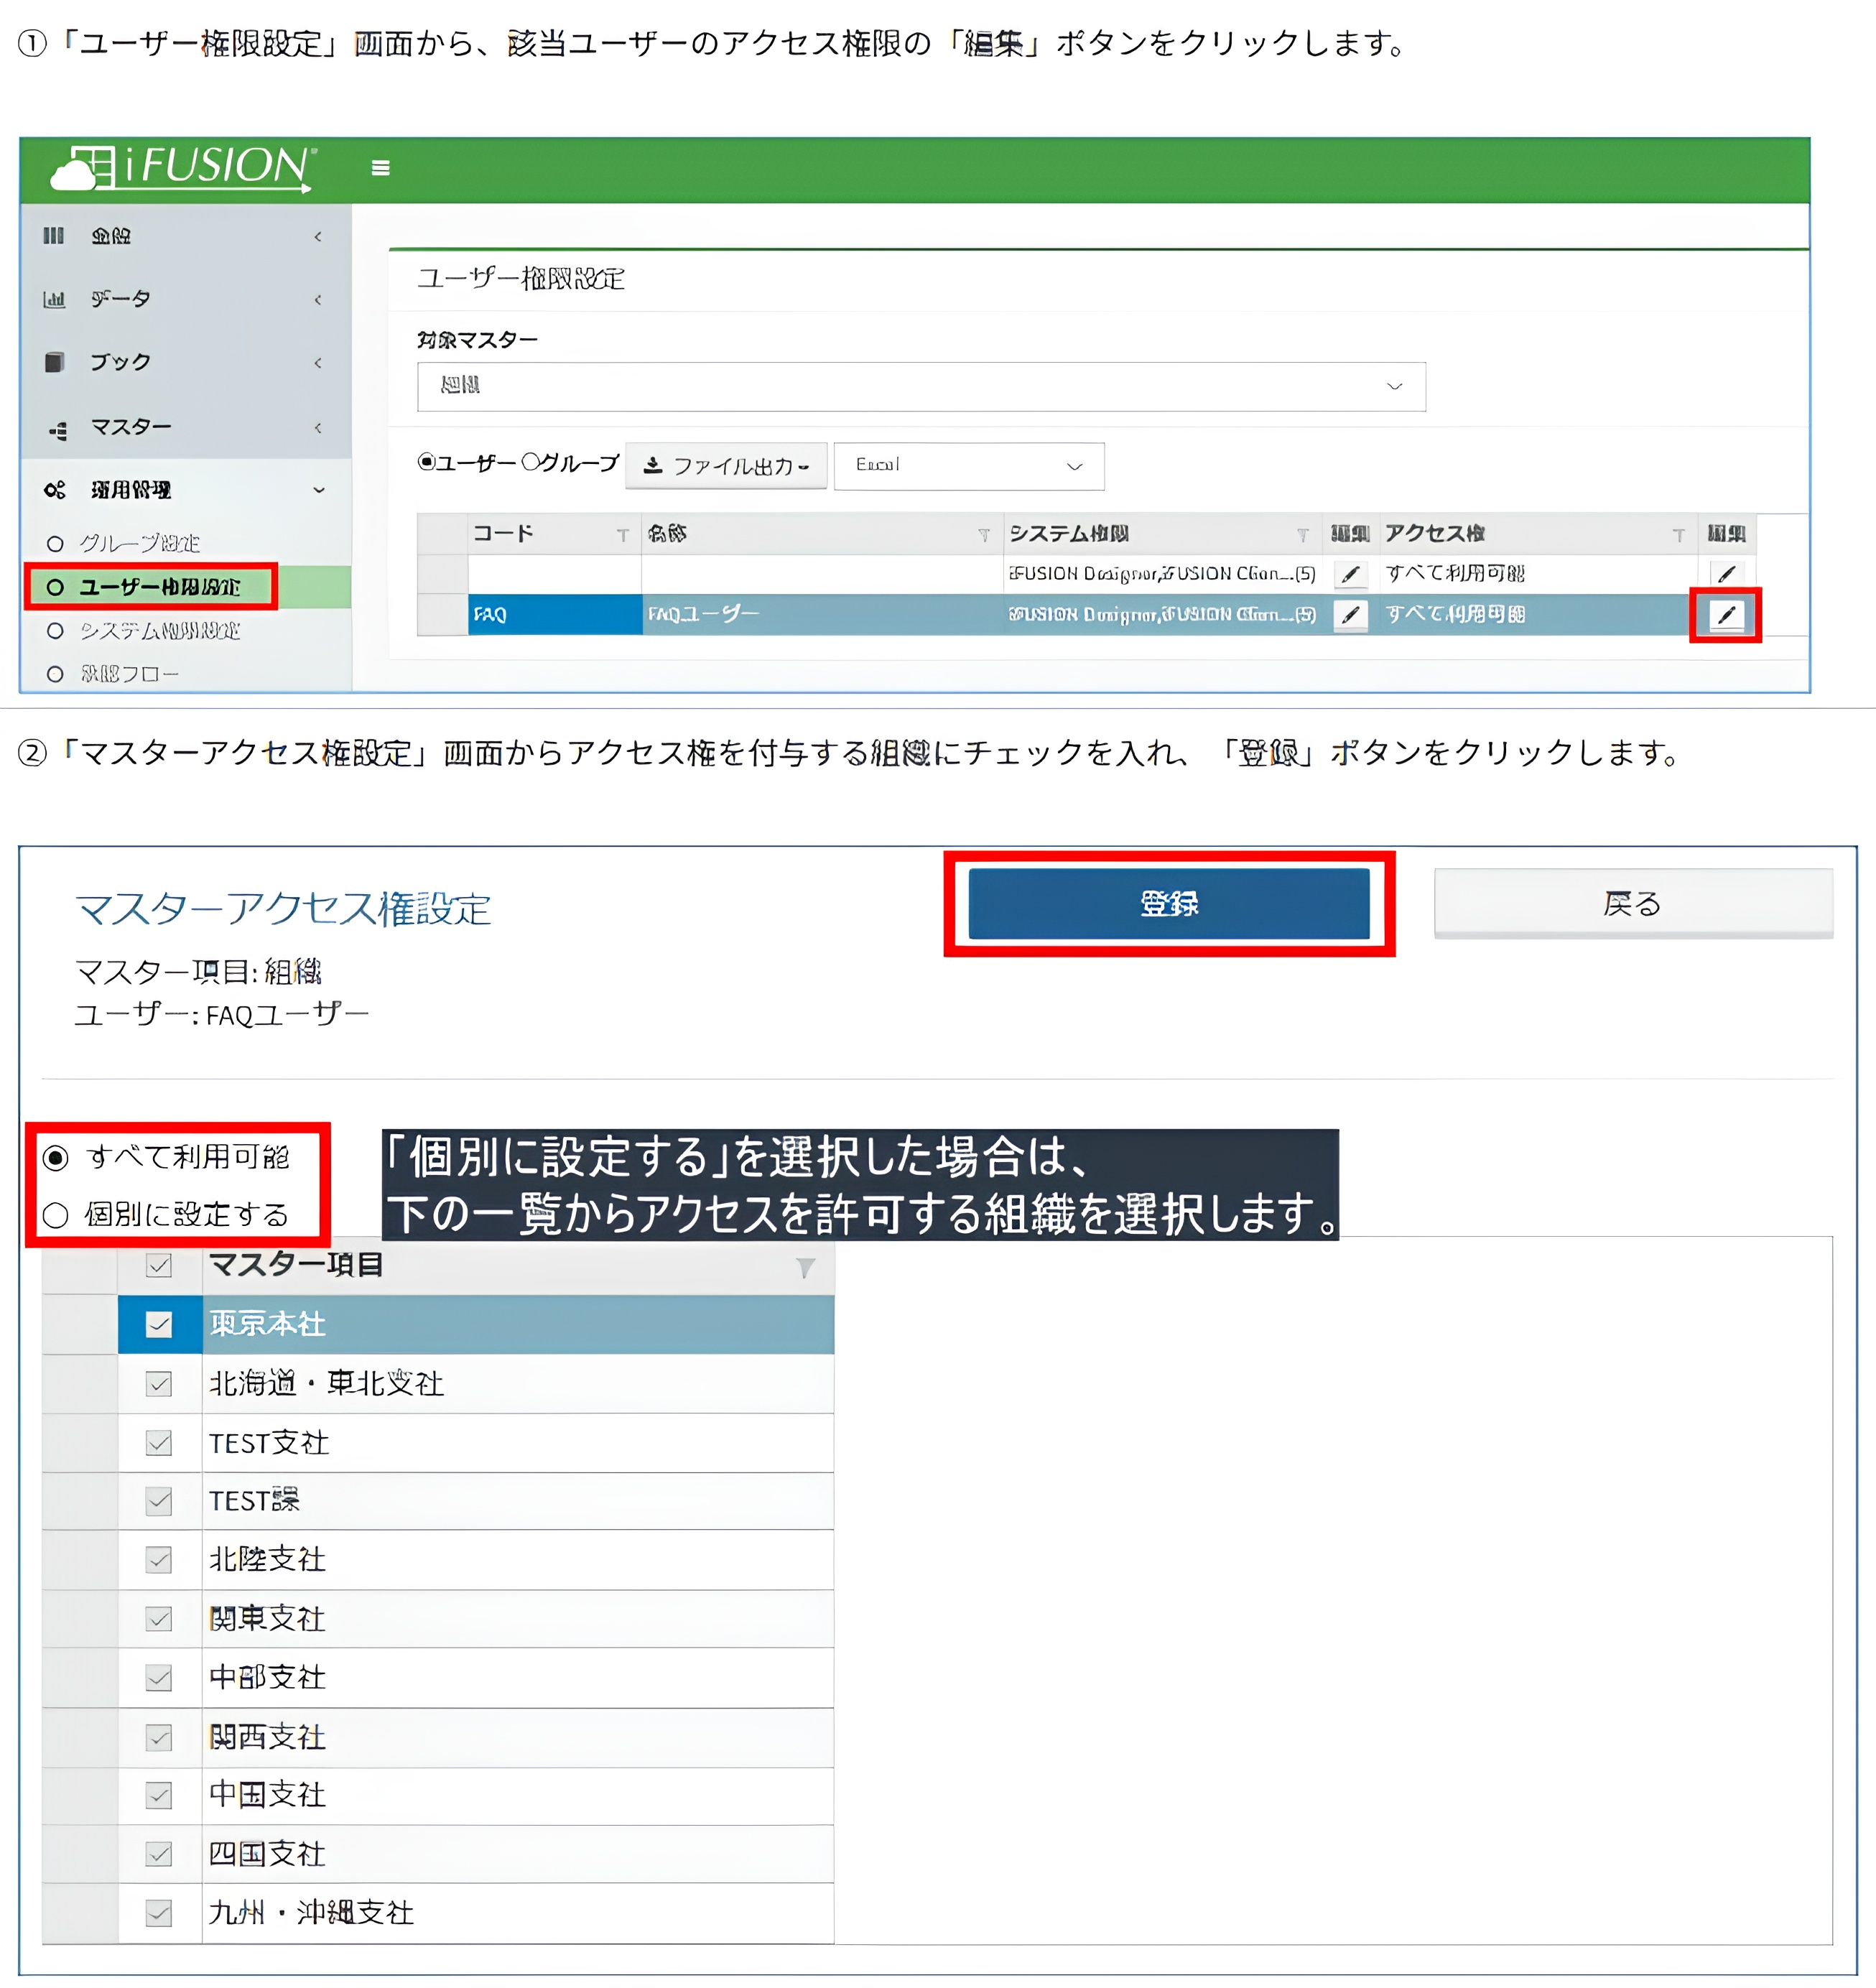 ①「ユーザー権限設定」画面から、該当ユーザーのアクセス権限の「編集」ボタンをクリックします。
iFUSION
全般
データ
ブック
マスター
運用管理
グループ設定
ユーザー権限設定
システム権限設定
承認フロー
ユーザー権限設定
対象マスター
組織
ユーザー グループ ファイル出力 Excel
コード 名称 システム権限 編集 アクセス権 編集
iFUSION Designer,iFUSION Clien...(5) すべて利用可能
FAQ FAQユーザー iFUSION Designer,iFUSION Clien...(5) すべて利用可能
②「マスターアクセス権設定」画面からアクセス権を付与する組織にチェックを入れ、「登録」ボタンをクリックします。
マスターアクセス権設定 登録 戻る
マスター項目: 組織
ユーザー: FAQユーザー
すべて利用可能
個別に設定する
「個別に設定する」を選択した場合は、
下の一覧からアクセスを許可する組織を選択します。
マスター項目
東京本社
北海道・東北支社
TEST支社
TEST課
北陸支社
関東支社
中部支社
関西支社
中国支社
四国支社
九州・沖縄支社